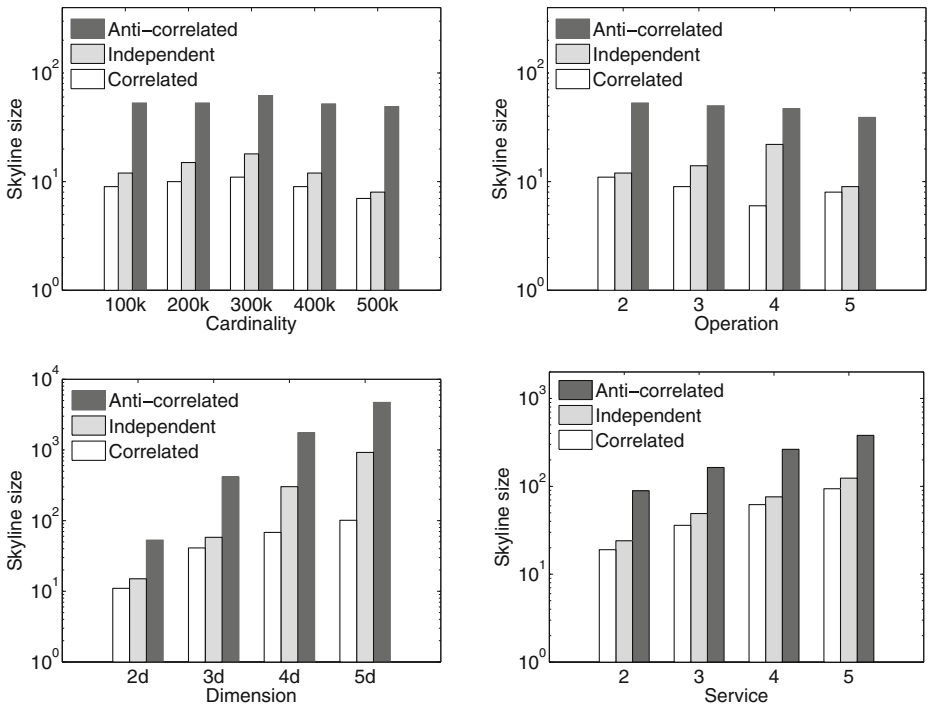 Anti-correlated
Independent
Correlated
10^2
10^1
10^0
Skyline size
100k 200k 300k 400k 500k
Cardinality
Anti-correlated
Independent
Correlated
10^2
10^1
10^0
Skyline size
2 3 4 5
Operation
10^4
10^3
10^2
10^1
10^0
Anti-correlated
Independent
Correlated
Skyline size
2d 3d 4d 5d
Dimension
10^3
10^2
10^1
10^0
Anti-correlated
Independent
Correlated
Skyline size
2 3 4 5
Service